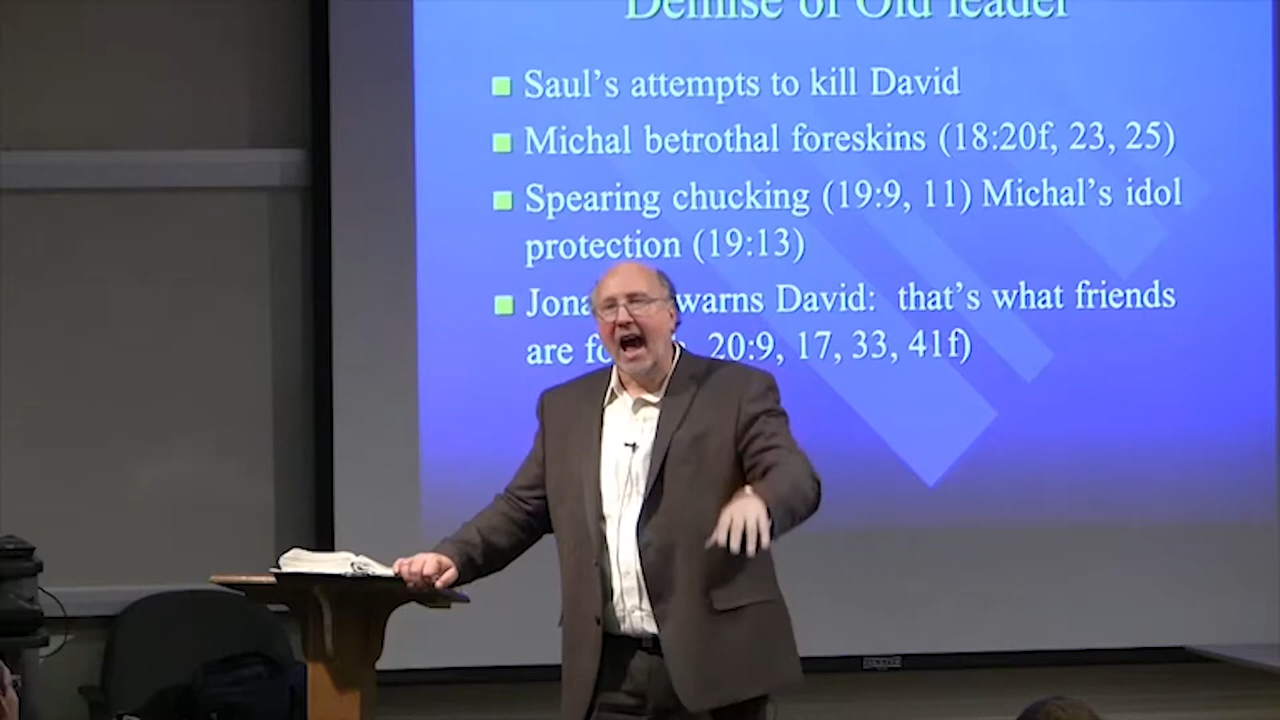 Demise of Old leader
Saul's attempts to kill David
Michal betrothal foreskins (18:20f, 23, 25)
Spearing chucking (19:9, 11) Michal's idol
protection (19:13)
warns David: that's what friends
are 20:9, 17, 33, 41f)